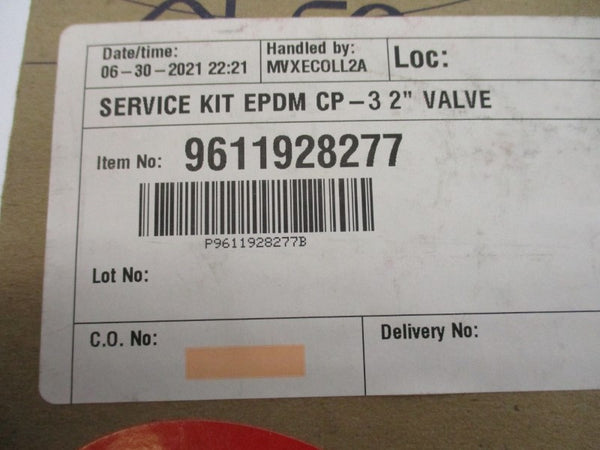 Date/time:
06-30-2021 22:21
Handled by:
MVXECOLL2A
Loc:
SERVICE KIT EPDM CP-3 2" VALVE
Item No: 9611928277
P9611928277B
Lot No:
C.O. No:
Delivery No: